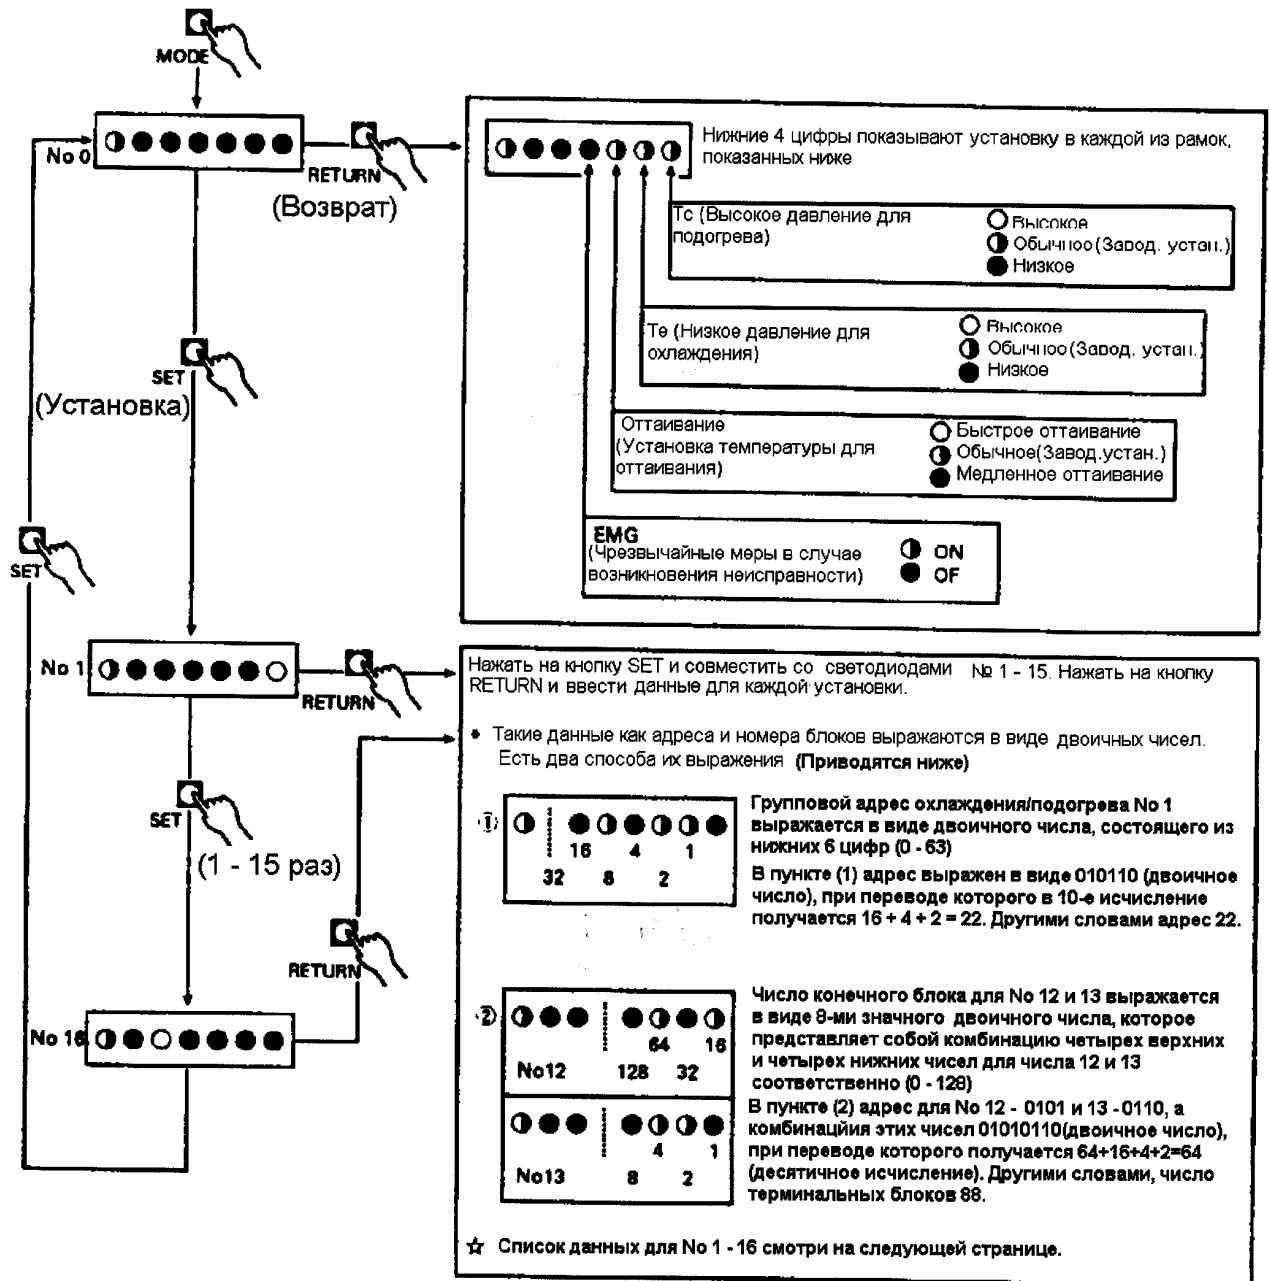 MODE
No 0
RETURN
(Возврат)
Нижние 4 цифры показывают установку в каждой из рамок,
показанных ниже
Tc (Высокое давление для
подогрева)
Высокое
Обычное(Завод. устан.)
Низкое
Te (Низкое давление для
охлаждения)
Высокое
Обычное(Завод. устан.)
Низкое
SET
(Установка)
Оттаивание
(Установка температуры для
оттаивания)
Быстрое оттаивание
Обычное(Завод.устан.)
Медленное оттаивание
EMG
(Чрезвычайные меры в случае
возникновения неисправности)
ON
OF
SET
No 1
RETURN
Нажать на кнопку SET и совместить со светодиодами № 1 - 15. Нажать на кнопку
RETURN и ввести данные для каждой установки.
• Такие данные как адреса и номера блоков выражаются в виде двоичных чисел.
Есть два способа их выражения (Приводятся ниже)
SET
(1 - 15 раз)
①
16 4 1
32 8 2
Групповой адрес охлаждения/подогрева No 1
выражается в виде двоичного числа, состоящего из
нижних 6 цифр (0 - 63)
В пункте (1) адрес выражен в виде 010110 (двоичное
число), при переводе которого в 10-е исчисление
получается 16 + 4 + 2 = 22. Другими словами адрес 22.
RETURN
No 16
②
64 16
No12 128 32
4 1
No13 8 2
Число конечного блока для No 12 и 13 выражается
в виде 8-ми значного двоичного числа, которое
представляет собой комбинацию четырех верхних
и четырех нижних чисел для числа 12 и 13
соответственно (0 - 128)
В пункте (2) адрес для No 12 - 0101 и 13 -0110, а
комбинацйия этих чисел 01010110(двоичное число),
при переводе которого получается 64+16+4+2=64
(десятичное исчисление). Другими словами, число
терминальных блоков 88.
☆ Список данных для No 1 - 16 смотри на следующей странице.